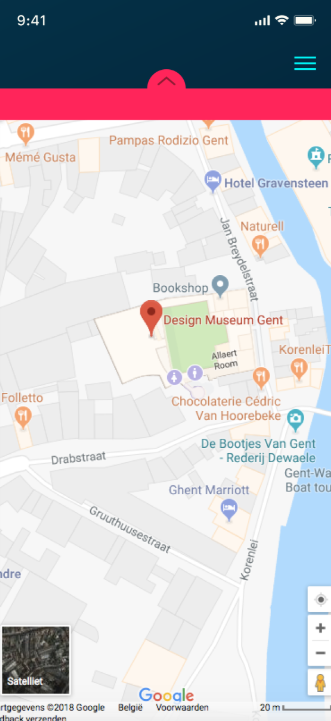 9:41
Pampas Rodizio Gent
Mémé Gusta
Hotel Gravensteen
Naturell
Jan Breydelstraat
Bookshop
Design Museum Gent
KorenleiT
Allaert
Room
Folletto
Chocolaterie Cédric
Van Hoorebeke
De Bootjes Van Gent
- Rederij Dewaele
Drabstraat
Gent-Wa
Boat tou
Ghent Marriott
Gruuthusestraat
Korenlei
dre
Satelliet
Google
rtgegevens ©2018 Google België Voorwaarden 20 m
dback verzenden